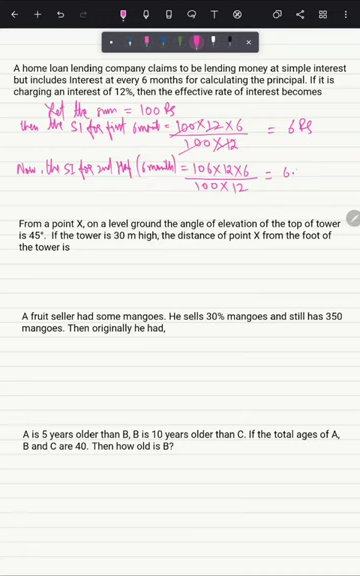 A home loan lending company claims to be lending money at simple interest
but includes Interest at every 6 months for calculating the principal. If it is
charging an interest of 12%, then the effective rate of interest becomes
Let the sum = 100 Rs
then the SI for first 6 month = 100×12×6 / 100×12 = 6 Rs
Now, the SI for 2nd Half (6 months) = 106×12×6 / 100×12 = 6.
From a point X, on a level ground the angle of elevation of the top of tower
is 45°. If the tower is 30 m high, the distance of point X from the foot of
the tower is
A fruit seller had some mangoes. He sells 30% mangoes and still has 350
mangoes. Then originally he had,
A is 5 years older than B, B is 10 years older than C. If the total ages of A,
B and C are 40. Then how old is B?